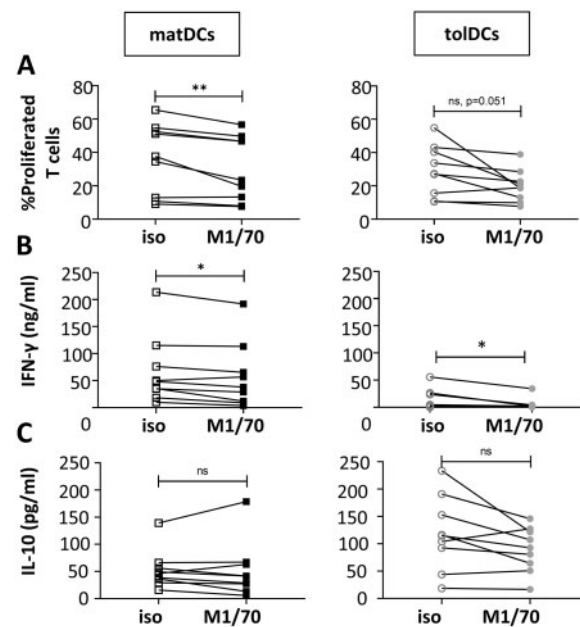 matDCs
tolDCs
A
%Proliferated
T cells
80
60
40
20
0
**
iso
M1/70
80
60
40
20
0
ns, p=0.051
iso
M1/70
B
IFN-γ (ng/ml)
250
200
150
100
50
0
*
iso
M1/70
250
200
150
100
50
0
*
iso
M1/70
C
IL-10 (pg/ml)
250
200
150
100
50
0
ns
iso
M1/70
250
200
150
100
50
0
ns
iso
M1/70